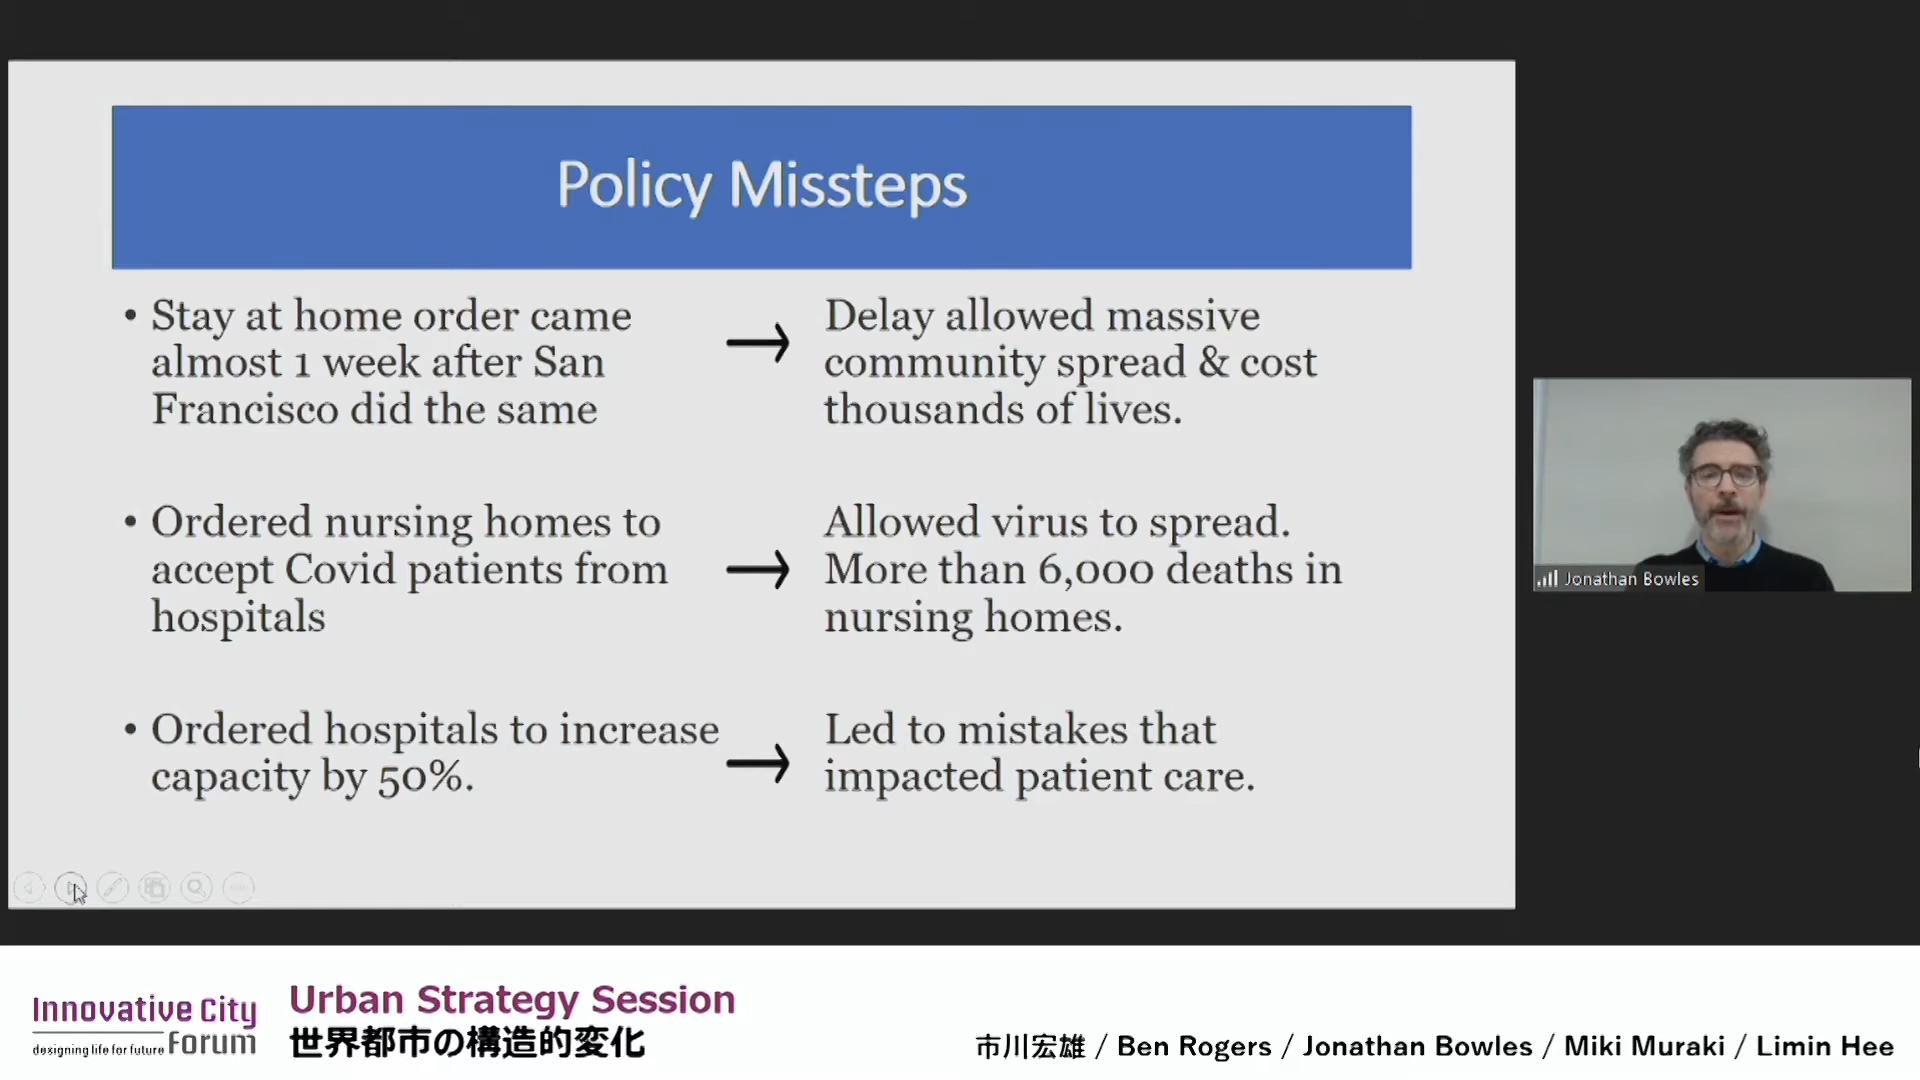 Policy Missteps
• Stay at home order came
almost 1 week after San
Francisco did the same
→
Delay allowed massive
community spread & cost
thousands of lives.
• Ordered nursing homes to
accept Covid patients from
hospitals
→
Allowed virus to spread.
More than 6,000 deaths in
nursing homes.
• Ordered hospitals to increase
capacity by 50%.
→
Led to mistakes that
impacted patient care.
Jonathan Bowles
Innovative City
Forum
designing life for future
Urban Strategy Session
世界都市の構造的変化
市川宏雄 / Ben Rogers / Jonathan Bowles / Miki Muraki / Limin Hee